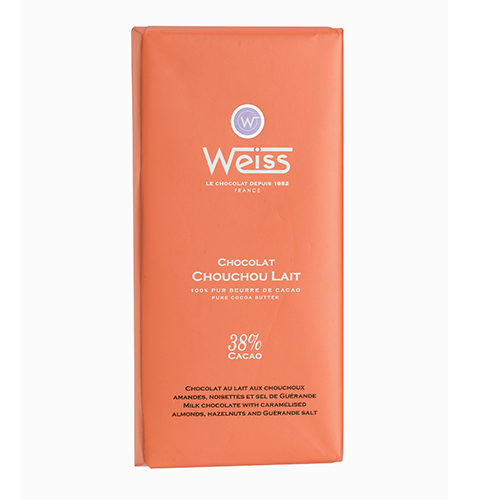 W
Weiss
LE CHOCOLAT DEPUIS 1882
FRANCE
CHOCOLAT
CHOUCHOU LAIT
100% PUR BEURRE DE CACAO
PURE COCOA BUTTER
38%
CACAO
CHOCOLAT AU LAIT AUX CHOUCHOUX
AMANDES, NOISETTES ET SEL DE GUÉRANDE
MILK CHOCOLATE WITH CARAMELISED
ALMONDS, HAZELNUTS AND GUÉRANDE SALT